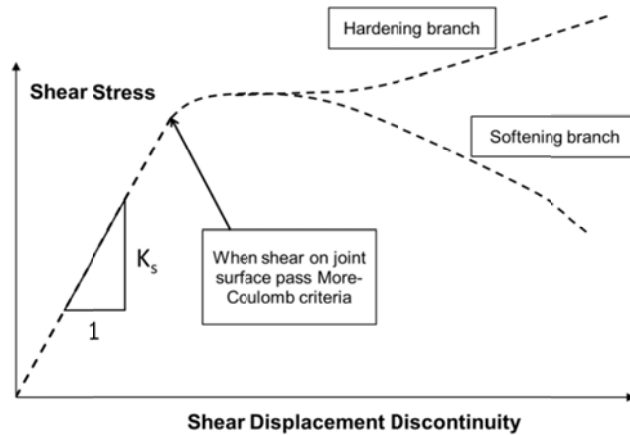 Hardening branch
Shear Stress
Softening branch
When shear on joint
surface pass More-
Coulomb criteria
Ks
1
Shear Displacement Discontinuity